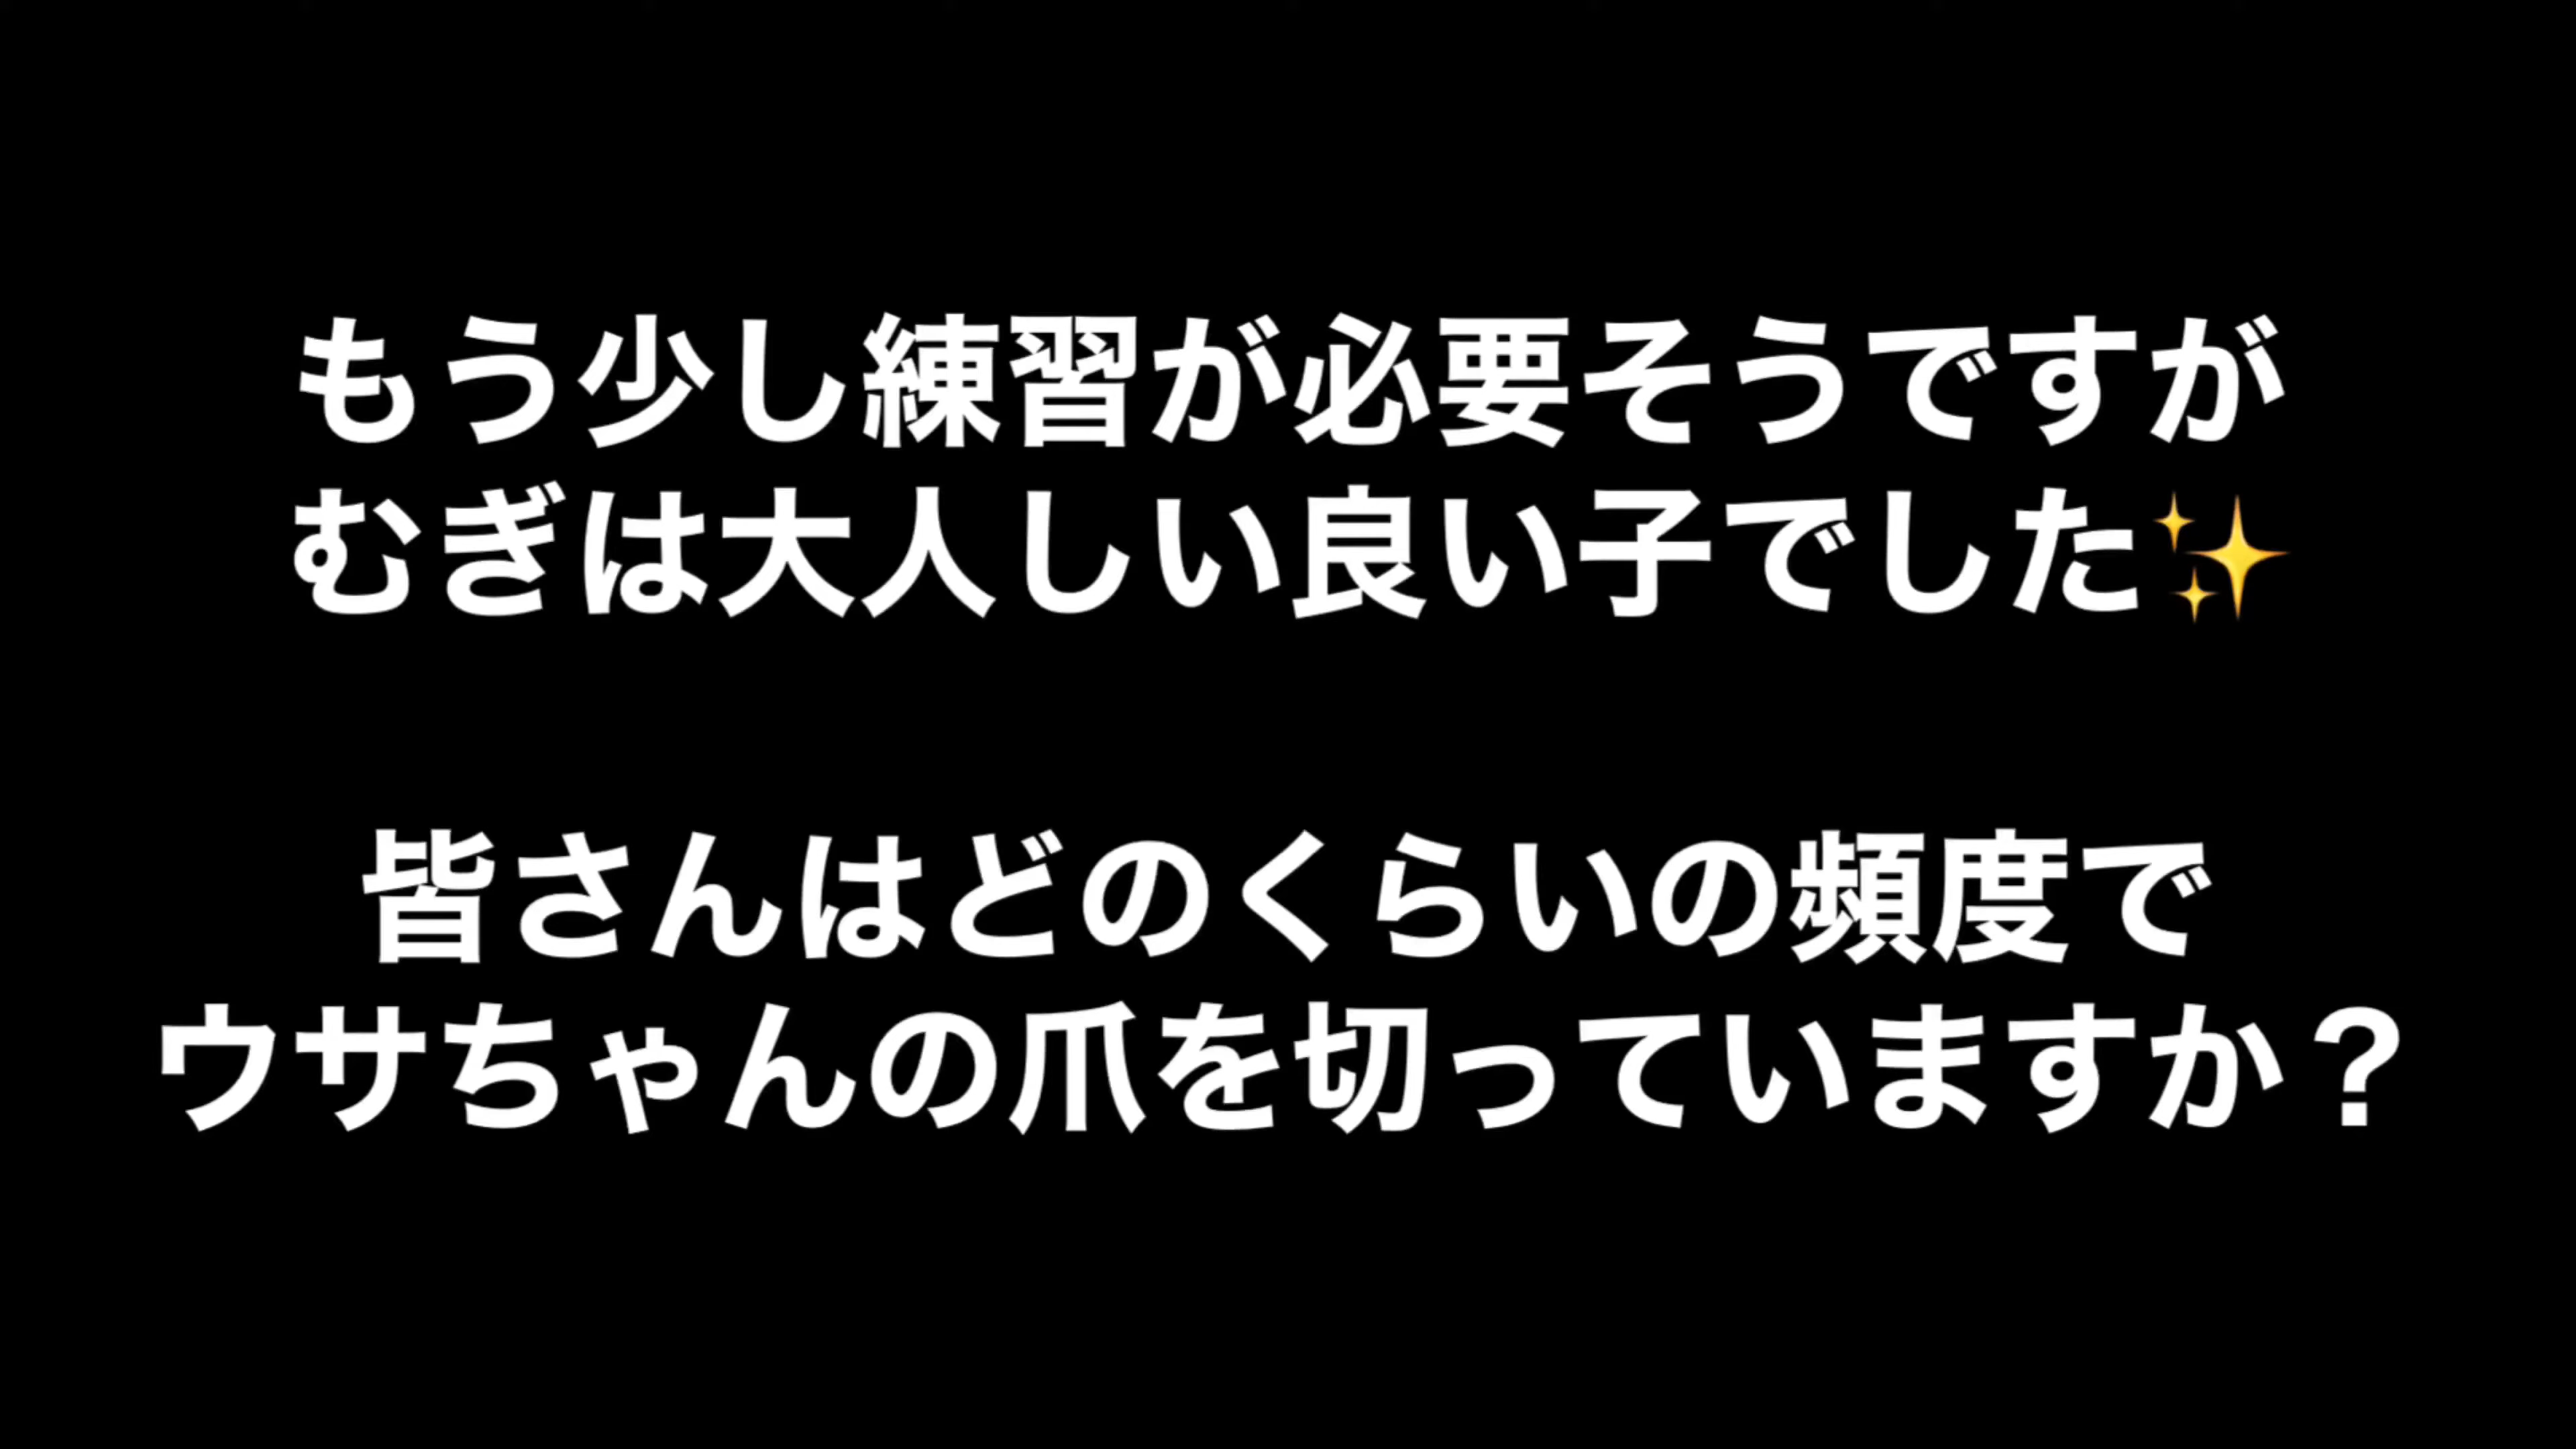 もう少し練習が必要そうですが
むぎは大人しい良い子でした✨
皆さんはどのくらいの頻度で
ウサちゃんの爪を切っていますか？